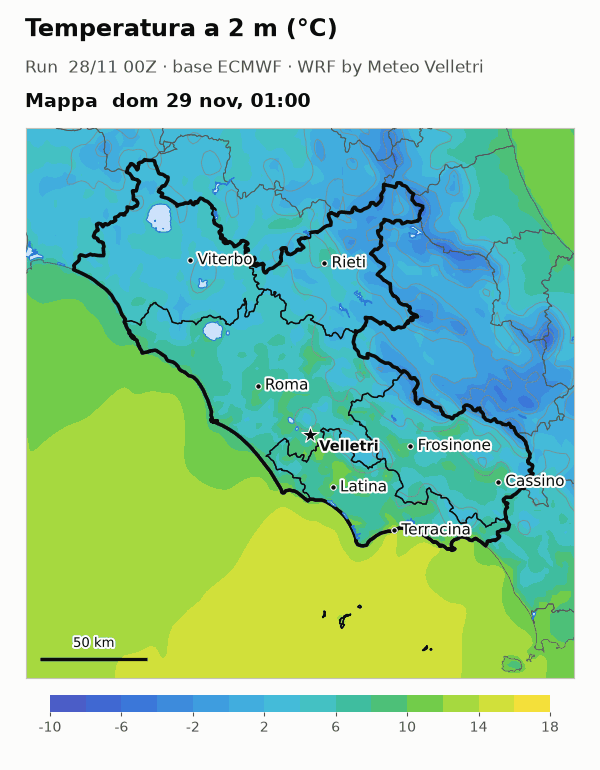 Temperatura a 2 m (°C)
Run  28/11 00Z · base ECMWF · WRF by Meteo Velletri
Mappa  dom 29 nov, 01:00
Viterbo
Rieti
Roma
Velletri
Frosinone
Latina
Cassino
Terracina
50 km
-10 -6 -2 2 6 10 14 18